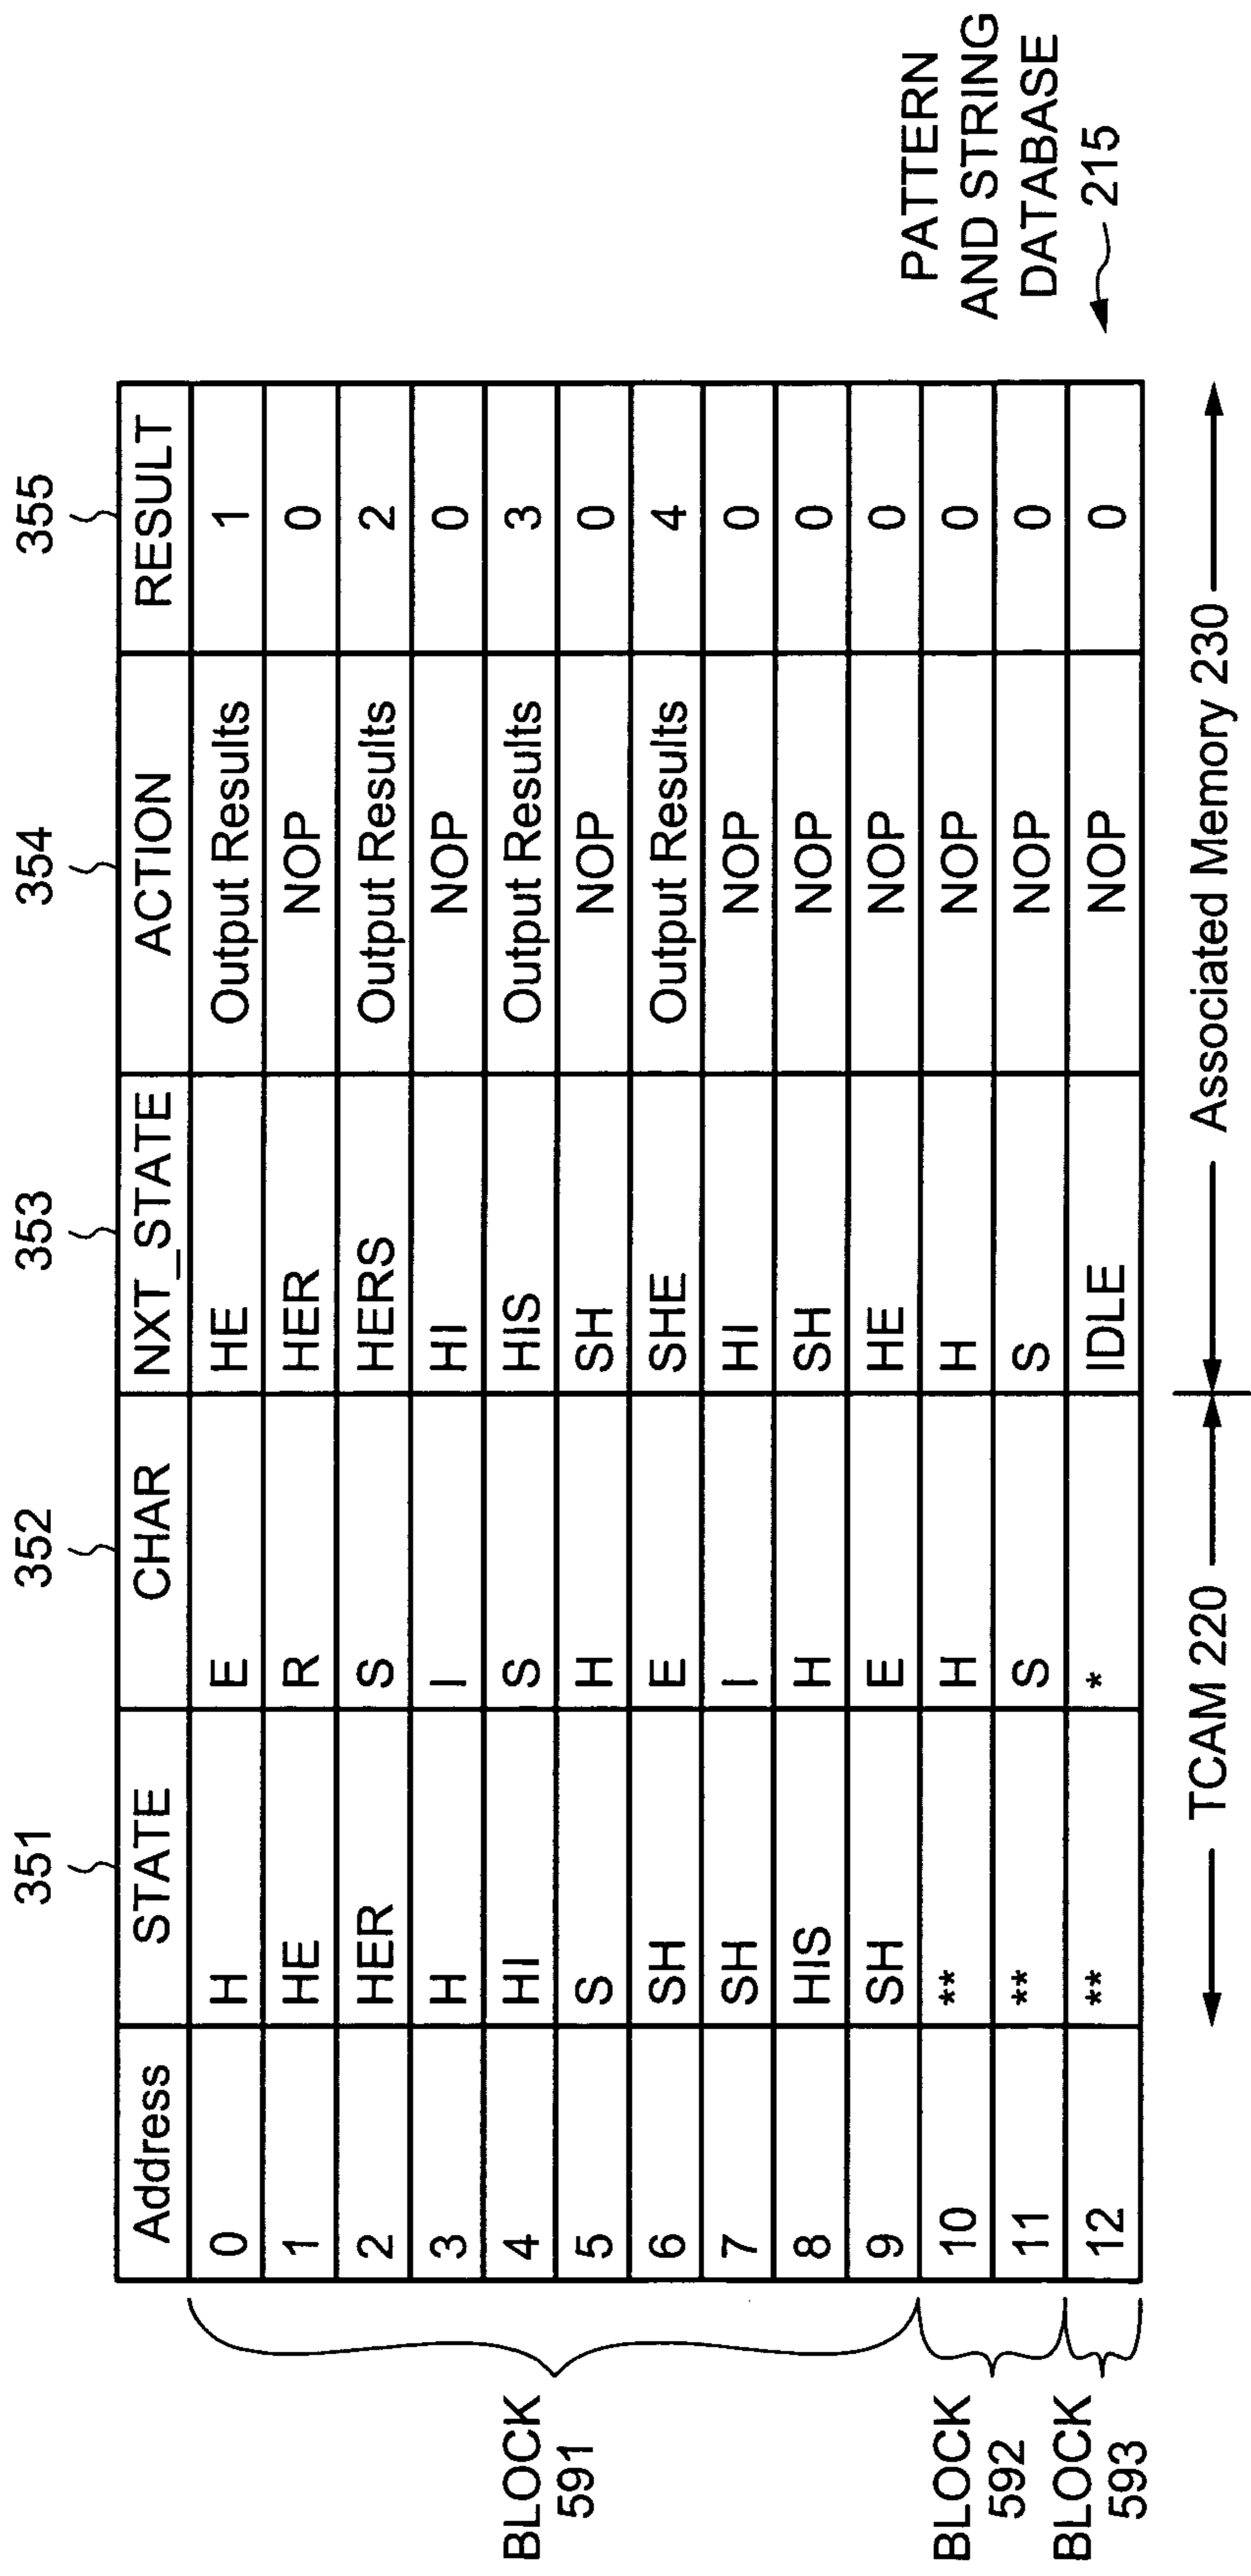 351 352 353 354 355
Address STATE CHAR NXT_STATE ACTION RESULT
0 H E HE Output Results 1
1 HE R HER NOP 0
2 HER S HERS Output Results 2
3 H I HI NOP 0
4 HI S HIS Output Results 3
5 S H SH NOP 0
6 SH E SHE Output Results 4
7 SH I HI NOP 0
8 HIS H SH NOP 0
9 SH E HE NOP 0
10 ** H H NOP 0
11 ** S S NOP 0
12 ** * IDLE NOP 0
BLOCK
591
BLOCK
592
BLOCK
593
TCAM 220
Associated Memory 230
PATTERN
AND STRING
DATABASE
215